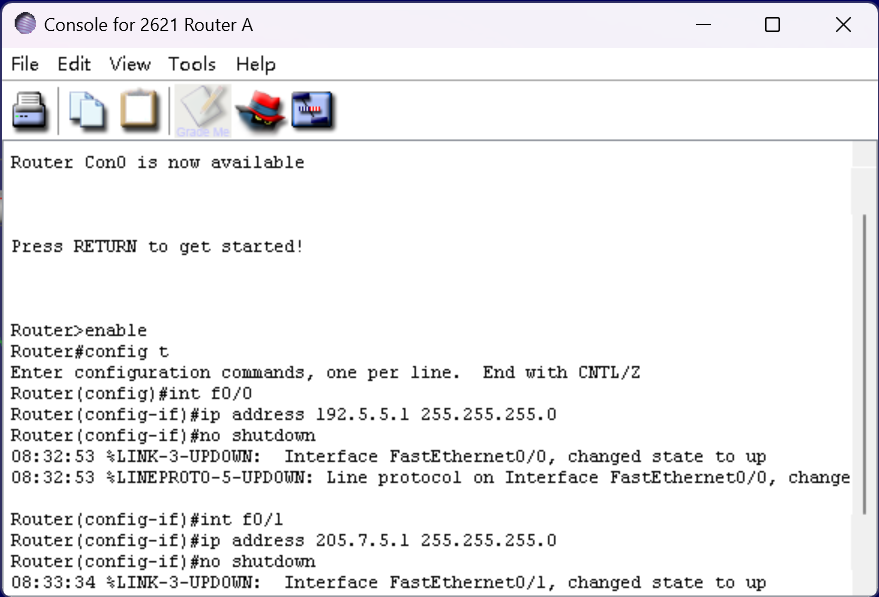 Console for 2621 Router A
File Edit View Tools Help
Grade Me
Router Con0 is now available
Press RETURN to get started!
Router>enable
Router#config t
Enter configuration commands, one per line.  End with CNTL/Z
Router(config)#int f0/0
Router(config-if)#ip address 192.5.5.1 255.255.255.0
Router(config-if)#no shutdown
08:32:53 %LINK-3-UPDOWN:  Interface FastEthernet0/0, changed state to up
08:32:53 %LINEPROTO-5-UPDOWN: Line protocol on Interface FastEthernet0/0, change
Router(config-if)#int f0/1
Router(config-if)#ip address 205.7.5.1 255.255.255.0
Router(config-if)#no shutdown
08:33:34 %LINK-3-UPDOWN:  Interface FastEthernet0/1, changed state to up